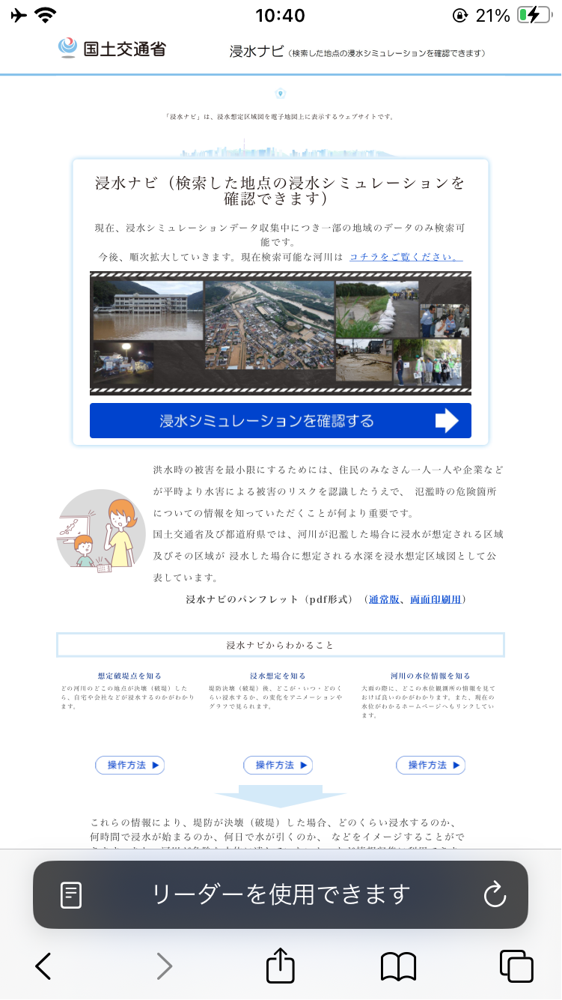 10:40
21%
国土交通省
浸水ナビ（検索した地点の浸水シミュレーションを確認できます）
「浸水ナビ」は、浸水想定区域図を電子地図上に表示するウェブサイトです。
浸水ナビ（検索した地点の浸水シミュレーションを
確認できます）
現在、浸水シミュレーションデータ収集中につき一部の地域のデータのみ検索可
能です。
今後、順次拡大していきます。現在検索可能な河川は コチラをご覧ください。
浸水シミュレーションを確認する
洪水時の被害を最小限にするためには、住民のみなさん一人一人や企業など
が平時より水害による被害のリスクを認識したうえで、 氾濫時の危険箇所
についての情報を知っていただくことが何より重要です。
国土交通省及び都道府県では、河川が氾濫した場合に浸水が想定される区域
及びその区域が 浸水した場合に想定される水深を浸水想定区域図として公
表しています。
浸水ナビのパンフレット（pdf形式）（通常版、両面印刷用）
浸水ナビからわかること
想定破堤点を知る
どの河川のどこの地点が決壊（破堤）した
ら、自宅や会社などが浸水するのかがわかり
ます。
操作方法
浸水想定を知る
堤防決壊（破堤）後、どこが・いつ・どのく
らい浸水するか、の変化をアニメーションや
グラフで見られます。
操作方法
河川の水位情報を知る
大雨の際に、どこの水位観測所の情報を見て
おけば良いのかがわかります。また、現在の
水位がわかるホームページへもリンクしてい
ます。
操作方法
これらの情報により、堤防が決壊（破堤）した場合、どのくらい浸水するのか、
何時間で浸水が始まるのか、何日で水が引くのか、 などをイメージすることがで
リーダーを使用できます